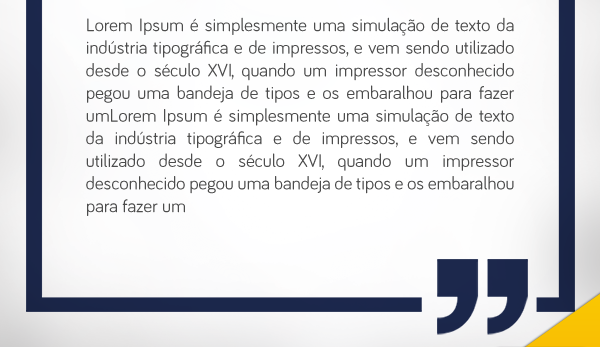 Lorem Ipsum é simplesmente uma simulação de texto da
indústria tipográfica e de impressos, e vem sendo utilizado
desde o século XVI, quando um impressor desconhecido
pegou uma bandeja de tipos e os embaralhou para fazer
umLorem Ipsum é simplesmente uma simulação de texto
da indústria tipográfica e de impressos, e vem sendo
utilizado desde o século XVI, quando um impressor
desconhecido pegou uma bandeja de tipos e os embaralhou
para fazer um
”